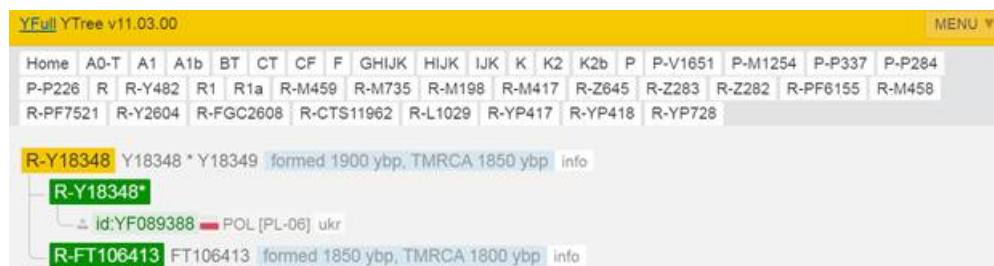 YFull YTree v11.03.00 MENU
Home A0-T A1 A1b BT CT CF F GHIJK HIJK IJK K K2 K2b P P-V1651 P-M1254 P-P337 P-P284
P-P226 R R-Y482 R1 R1a R-M459 R-M735 R-M198 R-M417 R-Z645 R-Z283 R-Z282 R-PF6155 R-M458
R-PF7521 R-Y2604 R-FGC2608 R-CTS11962 R-L1029 R-YP417 R-YP418 R-YP728
R-Y18348 Y18348 * Y18349 formed 1900 ybp, TMRCA 1850 ybp info
R-Y18348*
id:YF089388 POL [PL-06] ukr
R-FT106413 FT106413 formed 1850 ybp, TMRCA 1800 ybp info